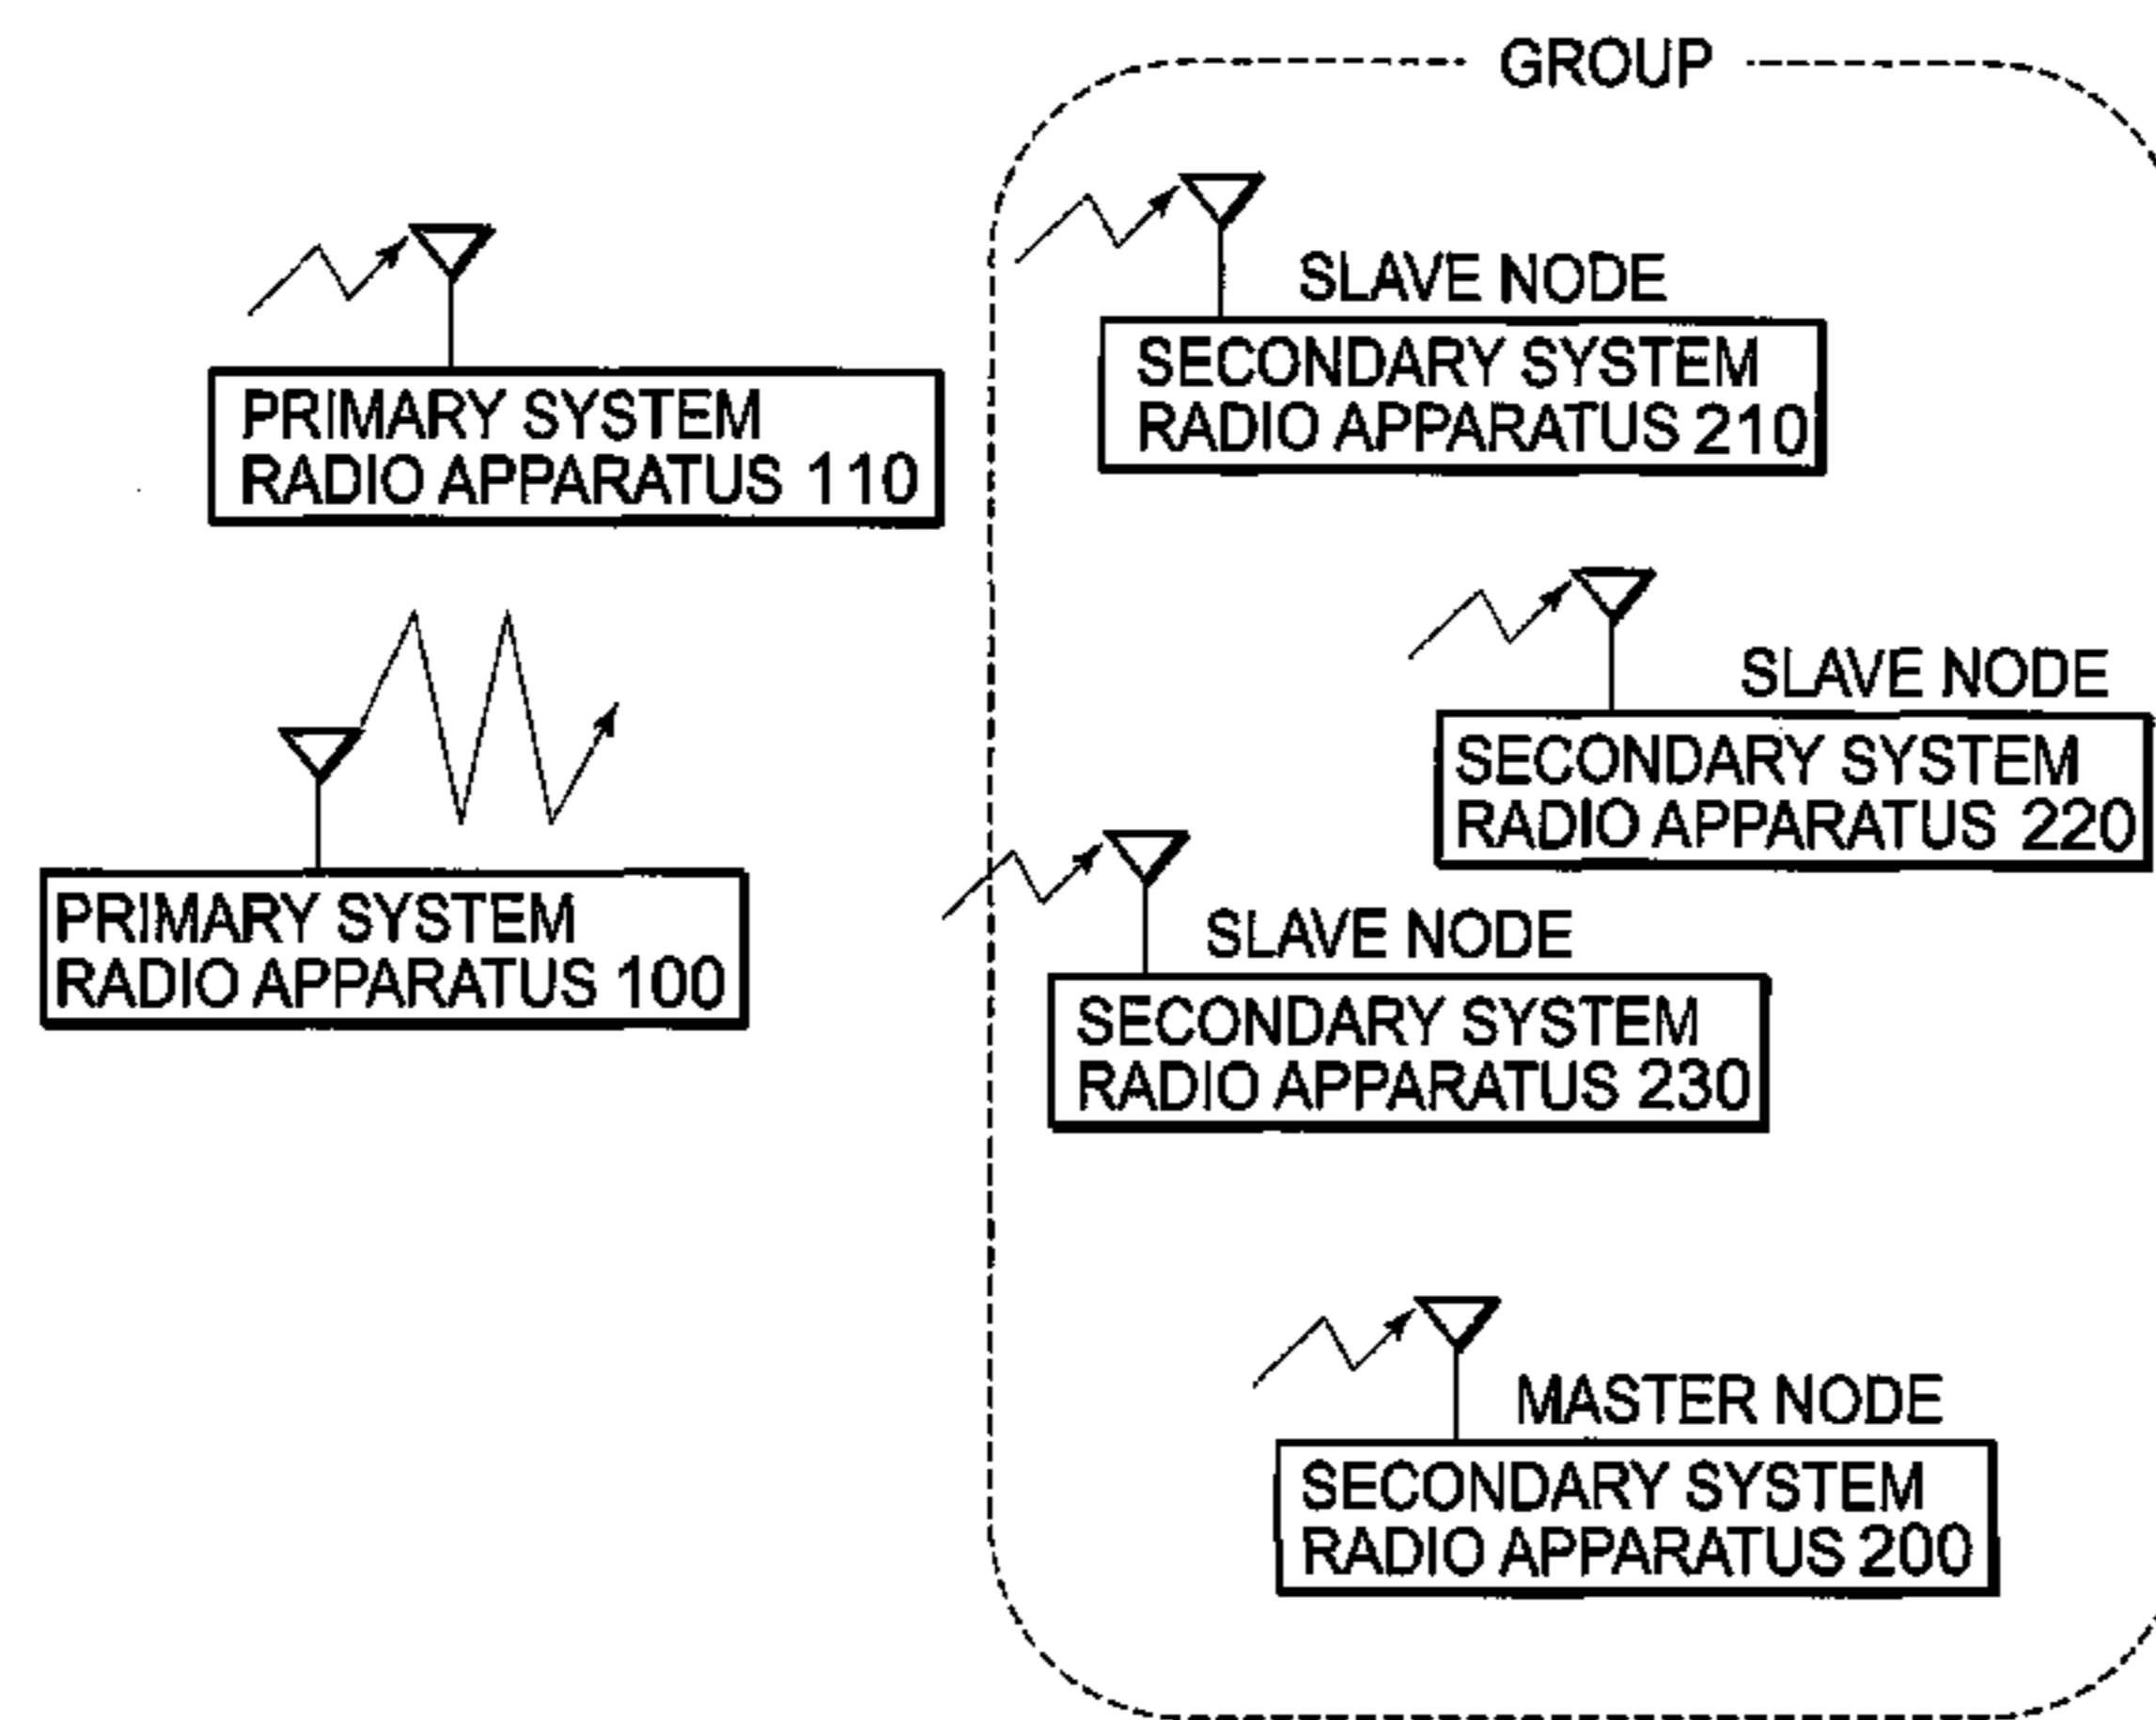 GROUP
SLAVE NODE
SECONDARY SYSTEM
RADIO APPARATUS 210
PRIMARY SYSTEM
RADIO APPARATUS 110
SLAVE NODE
SECONDARY SYSTEM
RADIO APPARATUS 220
PRIMARY SYSTEM
RADIO APPARATUS 100
SLAVE NODE
SECONDARY SYSTEM
RADIO APPARATUS 230
MASTER NODE
SECONDARY SYSTEM
RADIO APPARATUS 200